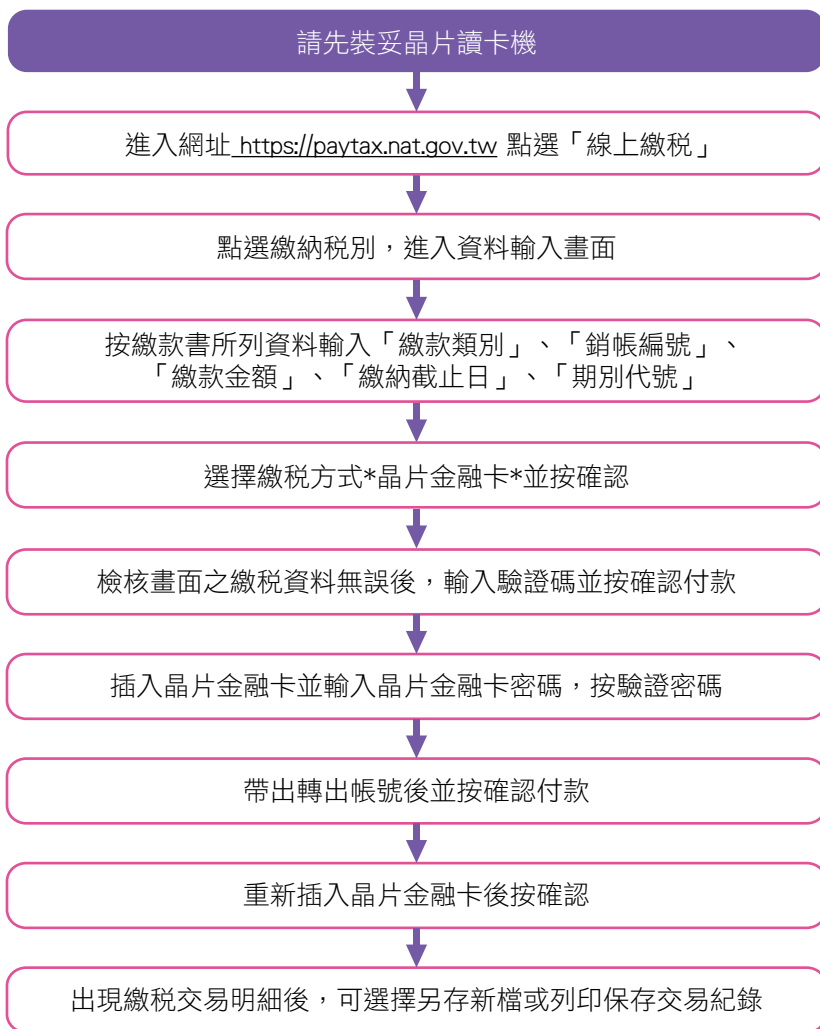 請先裝妥晶片讀卡機
進入網址 https://paytax.nat.gov.tw 點選「線上繳稅」
點選繳納稅別，進入資料輸入畫面
按繳款書所列資料輸入「繳款類別」、「銷帳編號」、
「繳款金額」、「繳納截止日」、「期別代號」
選擇繳稅方式*晶片金融卡*並按確認
檢核畫面之繳稅資料無誤後，輸入驗證碼並按確認付款
插入晶片金融卡並輸入晶片金融卡密碼，按驗證密碼
帶出轉出帳號後並按確認付款
重新插入晶片金融卡後按確認
出現繳稅交易明細後，可選擇另存新檔或列印保存交易紀錄